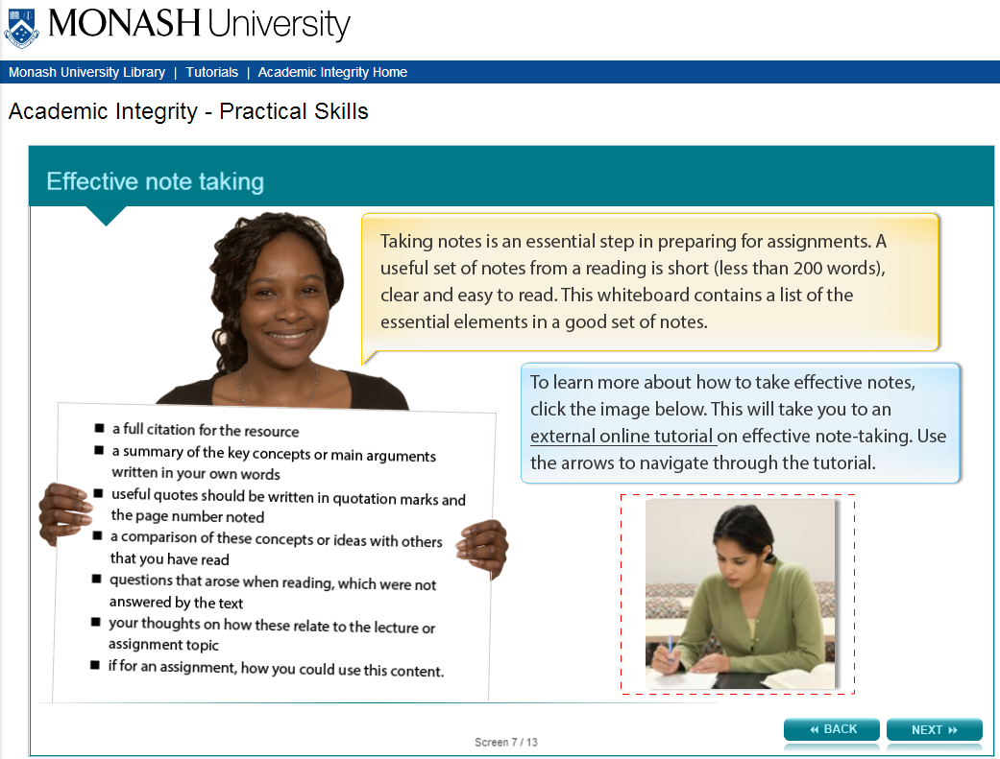 MONASH University
Monash University Library | Tutorials | Academic Integrity Home
Academic Integrity - Practical Skills
Effective note taking
Taking notes is an essential step in preparing for assignments. A
useful set of notes from a reading is short (less than 200 words),
clear and easy to read. This whiteboard contains a list of the
essential elements in a good set of notes.
To learn more about how to take effective notes,
click the image below. This will take you to an
external online tutorial on effective note-taking. Use
the arrows to navigate through the tutorial.
■ a full citation for the resource
■ a summary of the key concepts or main arguments
written in your own words
■ useful quotes should be written in quotation marks and
the page number noted
■ a comparison of these concepts or ideas with others
that you have read
■ questions that arose when reading, which were not
answered by the text
■ your thoughts on how these relate to the lecture or
assignment topic
■ if for an assignment, how you could use this content.
Screen 7 / 13
BACK
NEXT